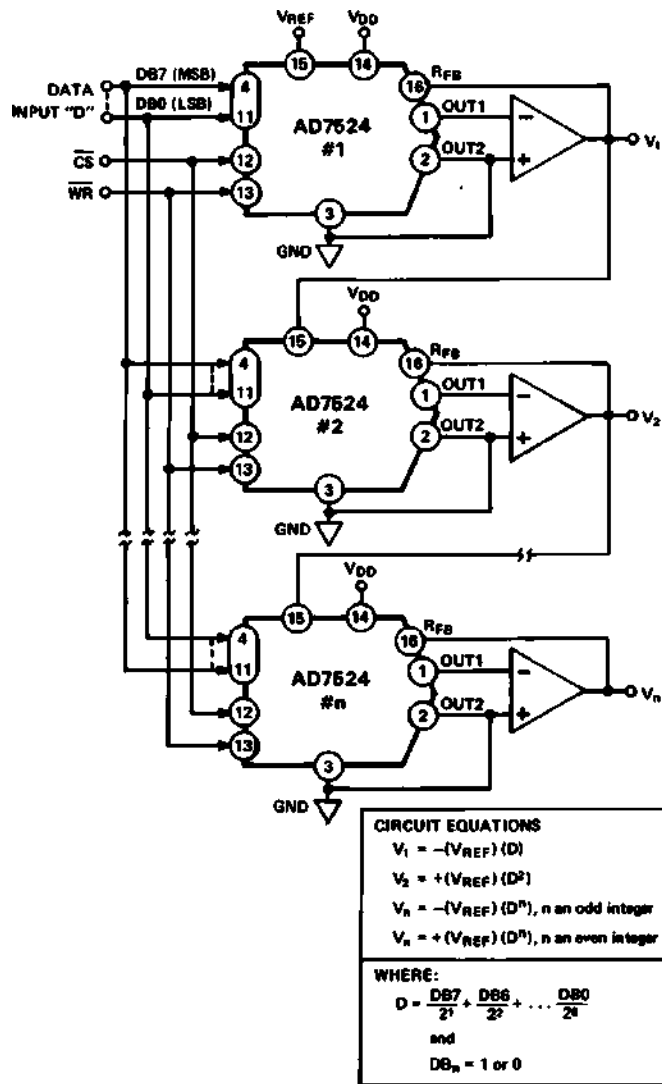 VREF VDD
15 14
DATA
INPUT "D"
DB7 (MSB)
DB0 (LSB)
CS
WR
4
11
12
13
AD7524
#1
RFB
16
OUT1
1
OUT2
2
3
GND
−
+
V1
VDD
15 14
4
11
12
13
AD7524
#2
RFB
16
OUT1
1
OUT2
2
3
GND
−
+
V2
VDD
15 14
4
11
12
13
AD7524
#n
RFB
16
OUT1
1
OUT2
2
3
GND
−
+
Vn
CIRCUIT EQUATIONS
V1 = −(VREF) (D)
V2 = +(VREF) (D²)
Vn = −(VREF) (Dⁿ), n an odd integer
Vn = +(VREF) (Dⁿ), n an even integer
WHERE:
D = DB7/2¹ + DB6/2² + ... DB0/2⁸
and
DBn = 1 or 0